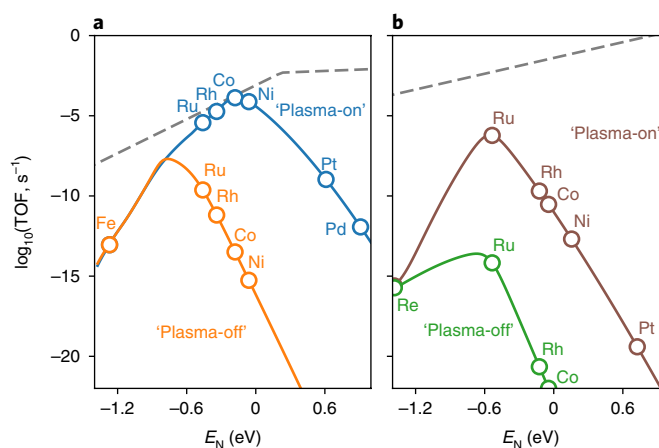 a
b
0
−5
−10
−15
−20
log10(TOF, s−1)
Fe
Ru
Rh
Co
Ni
'Plasma-on'
Pt
Pd
Ru
Rh
Co
Ni
'Plasma-off'
−1.2
−0.6
0
0.6
EN (eV)
Ru
'Plasma-on'
Rh
Co
Ni
Pt
Re
Ru
'Plasma-off'
Rh
Co
−1.2
−0.6
0
0.6
EN (eV)